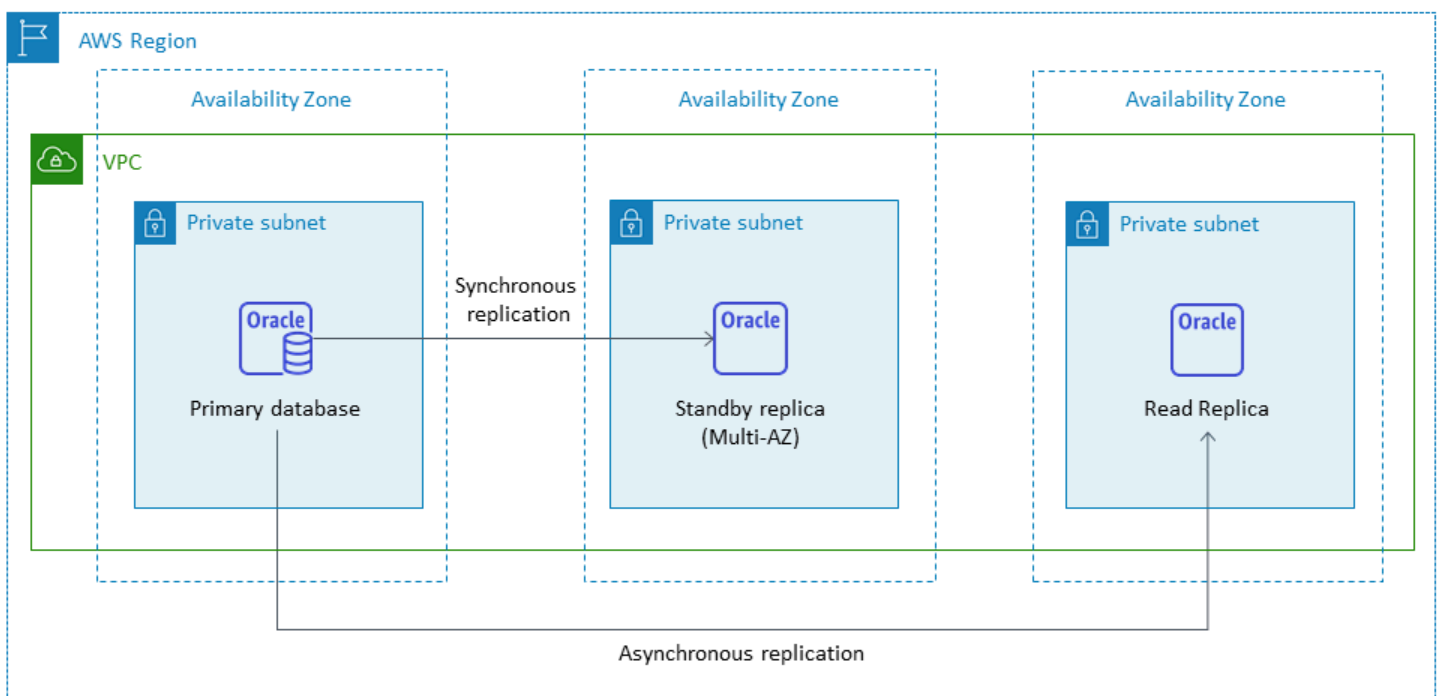 AWS Region
Availability Zone
Availability Zone
Availability Zone
VPC
Private subnet
Private subnet
Private subnet
Synchronous
replication
Oracle
Oracle
Oracle
Primary database
Standby replica
(Multi-AZ)
Read Replica
Asynchronous replication